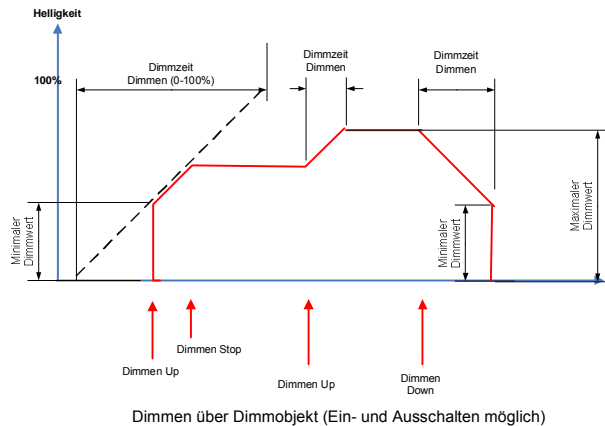 Helligkeit
100%
Dimmzeit
Dimmen (0-100%)
Dimmzeit
Dimmen
Dimmzeit
Dimmen
Minimaler
Dimmwert
Minimaler
Dimmwert
Maximaler
Dimmwert
Dimmen Up
Dimmen Stop
Dimmen Up
Dimmen
Down
Dimmen über Dimmobjekt (Ein- und Ausschalten möglich)